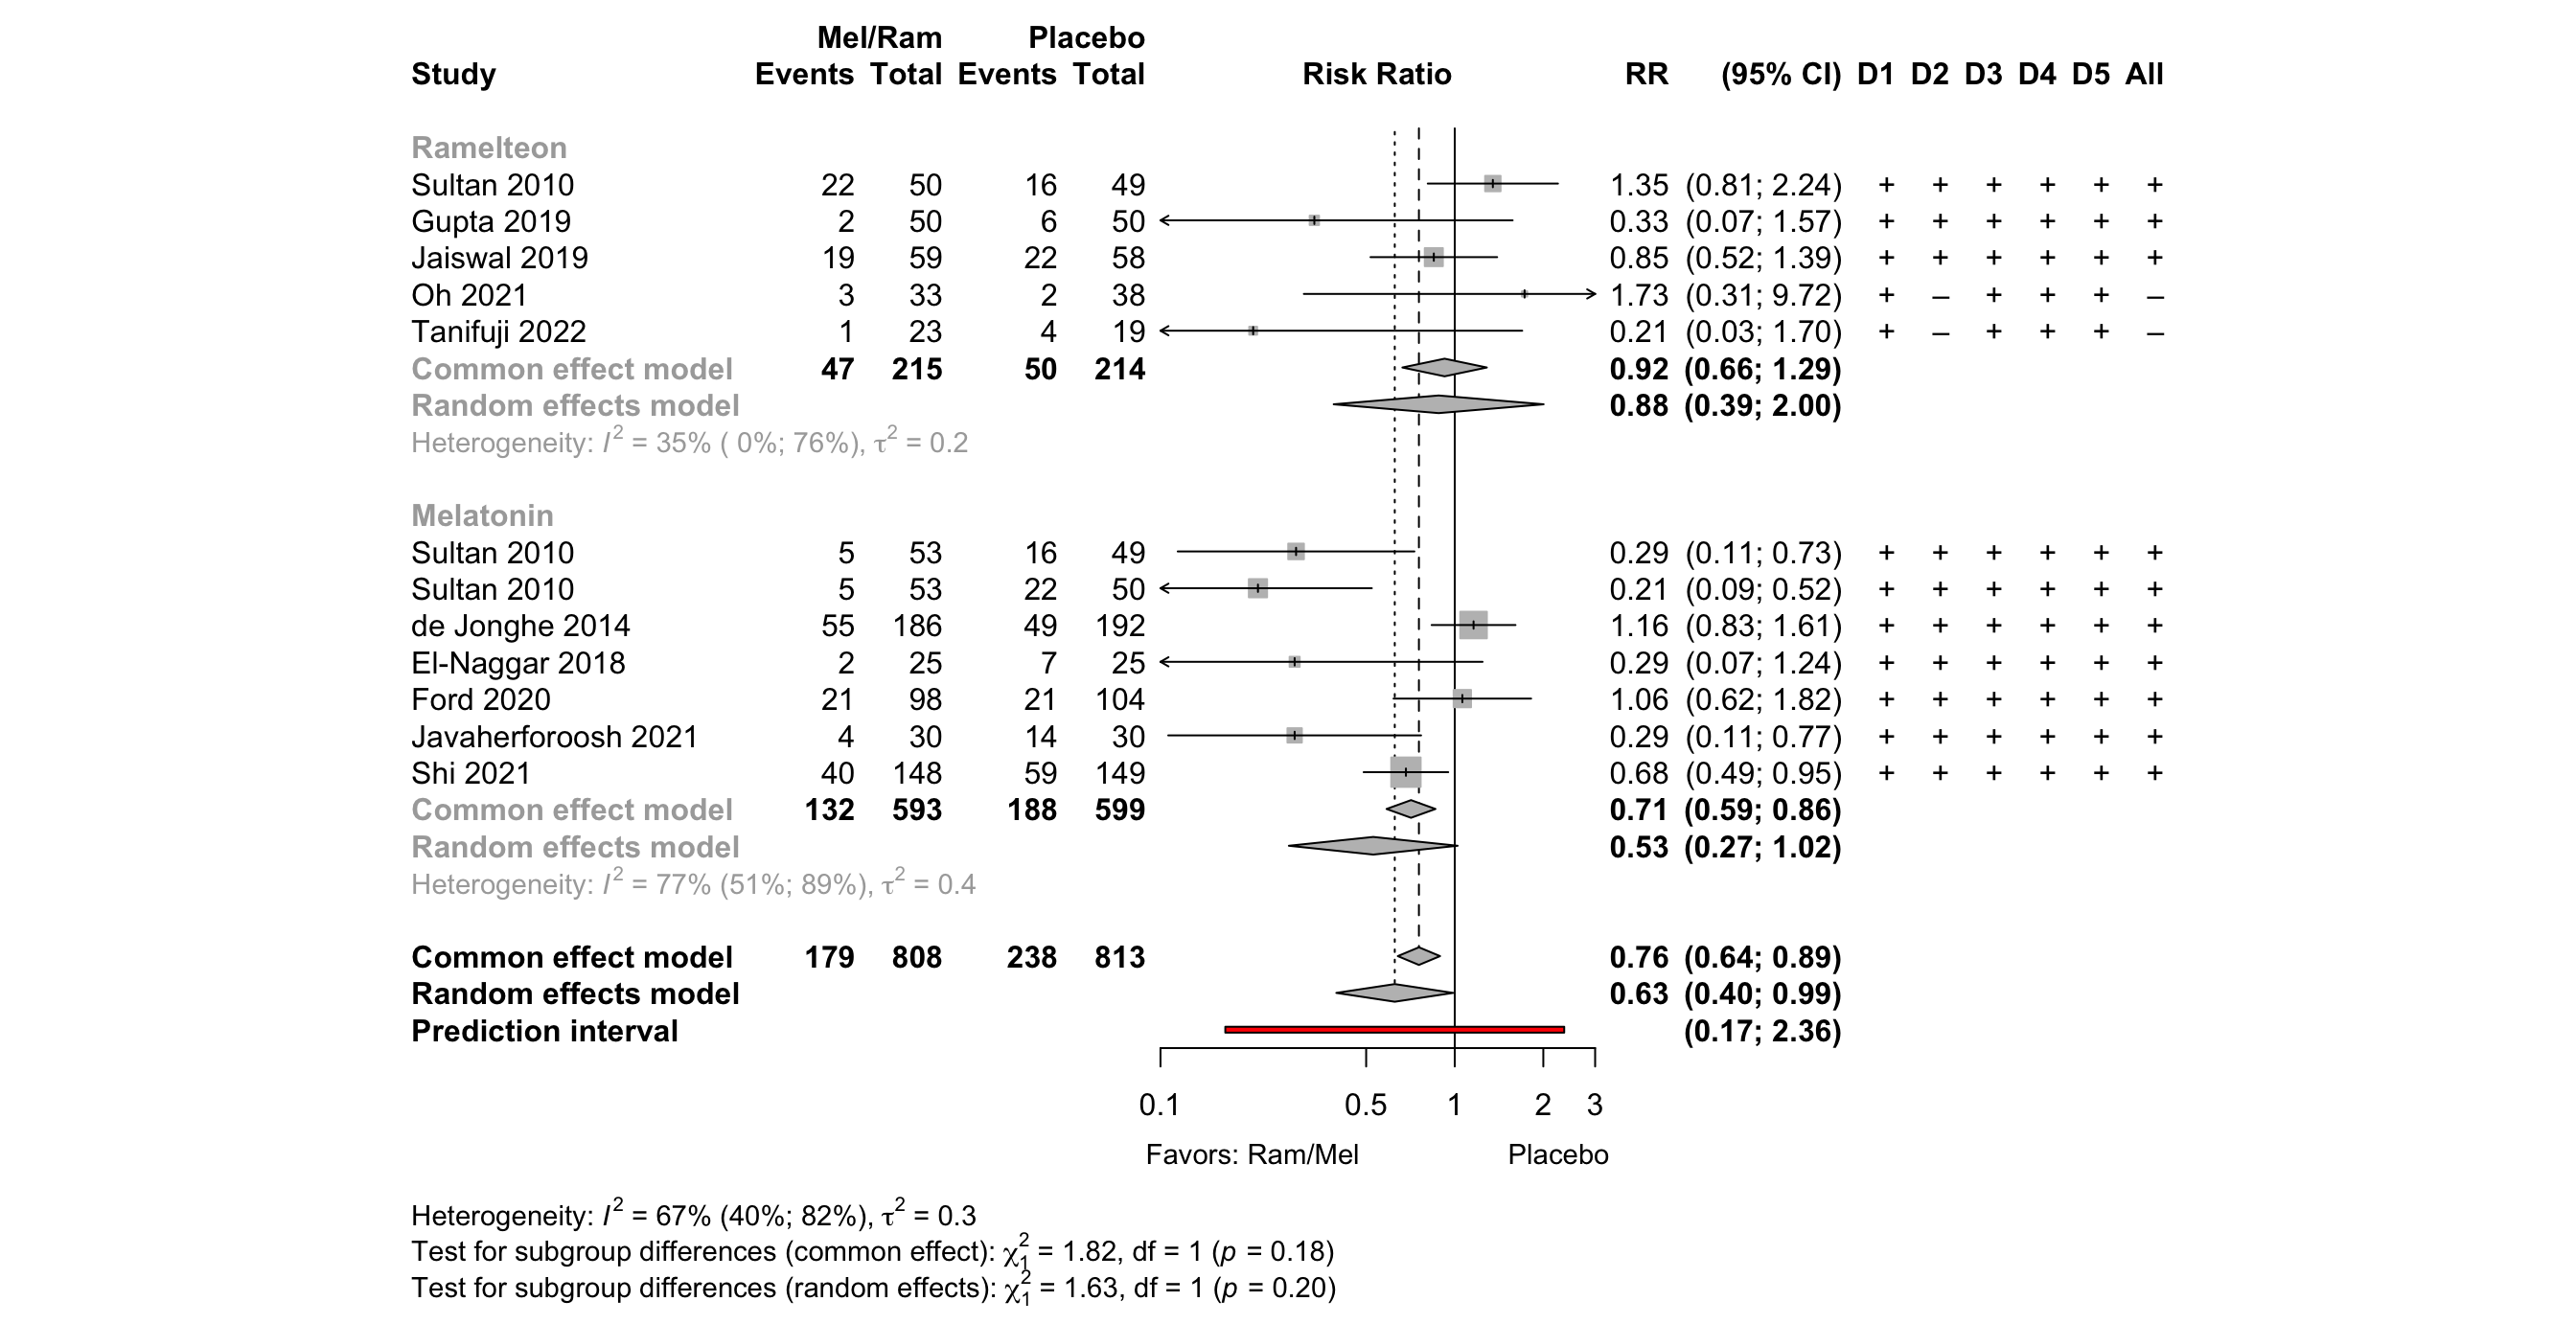 Mel/Ram Placebo
Study Events Total Events Total Risk Ratio RR (95% CI) D1 D2 D3 D4 D5 All
Ramelteon
Sultan 2010 22 50 16 49 1.35 (0.81; 2.24) + + + + + +
Gupta 2019 2 50 6 50 0.33 (0.07; 1.57) + + + + + +
Jaiswal 2019 19 59 22 58 0.85 (0.52; 1.39) + + + + + +
Oh 2021 3 33 2 38 1.73 (0.31; 9.72) + – + + + –
Tanifuji 2022 1 23 4 19 0.21 (0.03; 1.70) + – + + + –
Common effect model 47 215 50 214 0.92 (0.66; 1.29)
Random effects model 0.88 (0.39; 2.00)
Heterogeneity: I² = 35% ( 0%; 76%), τ² = 0.2
Melatonin
Sultan 2010 5 53 16 49 0.29 (0.11; 0.73) + + + + + +
Sultan 2010 5 53 22 50 0.21 (0.09; 0.52) + + + + + +
de Jonghe 2014 55 186 49 192 1.16 (0.83; 1.61) + + + + + +
El-Naggar 2018 2 25 7 25 0.29 (0.07; 1.24) + + + + + +
Ford 2020 21 98 21 104 1.06 (0.62; 1.82) + + + + + +
Javaherforoosh 2021 4 30 14 30 0.29 (0.11; 0.77) + + + + + +
Shi 2021 40 148 59 149 0.68 (0.49; 0.95) + + + + + +
Common effect model 132 593 188 599 0.71 (0.59; 0.86)
Random effects model 0.53 (0.27; 1.02)
Heterogeneity: I² = 77% (51%; 89%), τ² = 0.4
Common effect model 179 808 238 813 0.76 (0.64; 0.89)
Random effects model 0.63 (0.40; 0.99)
Prediction interval (0.17; 2.36)
0.1 0.5 1 2 3
Favors: Ram/Mel Placebo
Heterogeneity: I² = 67% (40%; 82%), τ² = 0.3
Test for subgroup differences (common effect): χ²₁ = 1.82, df = 1 (p = 0.18)
Test for subgroup differences (random effects): χ²₁ = 1.63, df = 1 (p = 0.20)